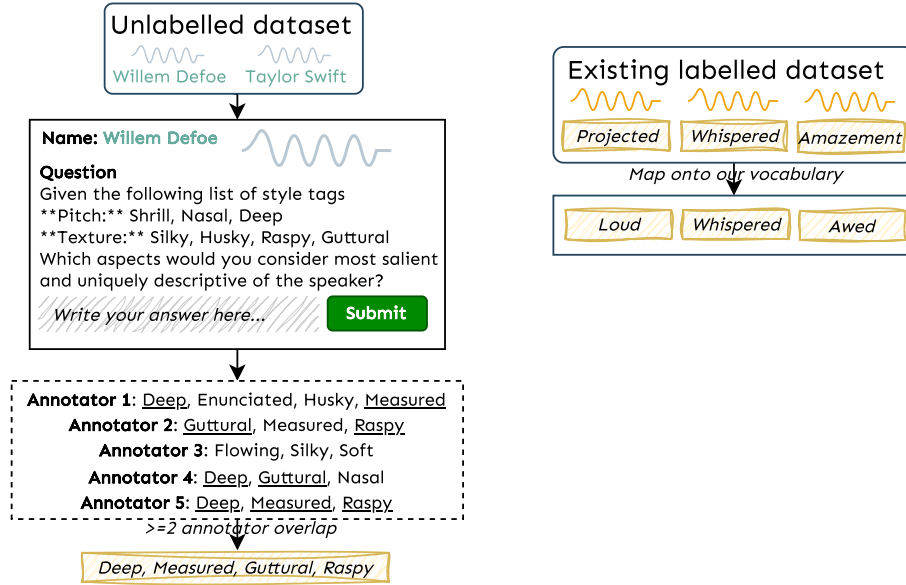 Unlabelled dataset
Willem Defoe
Taylor Swift
Name: Willem Defoe
Question
Given the following list of style tags
**Pitch:** Shrill, Nasal, Deep
**Texture:** Silky, Husky, Raspy, Guttural
Which aspects would you consider most salient
and uniquely descriptive of the speaker?
Write your answer here...
Submit
Annotator 1: Deep, Enunciated, Husky, Measured
Annotator 2: Guttural, Measured, Raspy
Annotator 3: Flowing, Silky, Soft
Annotator 4: Deep, Guttural, Nasal
Annotator 5: Deep, Measured, Raspy
>=2 annotator overlap
Deep, Measured, Guttural, Raspy
Existing labelled dataset
Projected
Whispered
Amazement
Map onto our vocabulary
Loud
Whispered
Awed